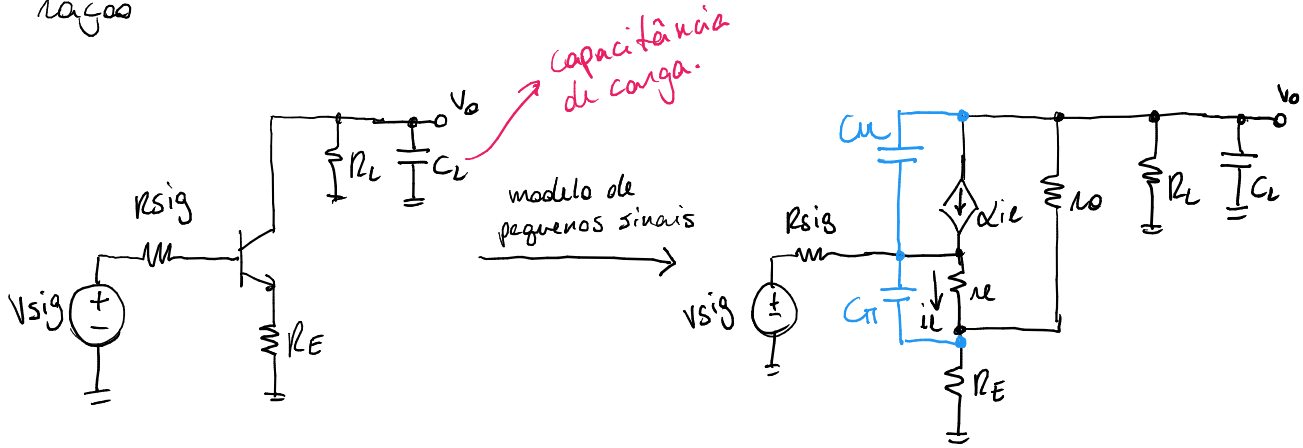 capacitância
de carga.
Vo
RL
CL
Rsig
Vsig
+
−
RE
modelo de
pequenos sinais
Vo
Cμ
αie
ro
RL
CL
Rsig
Vsig
+
−
Cπ
ie
re
RE